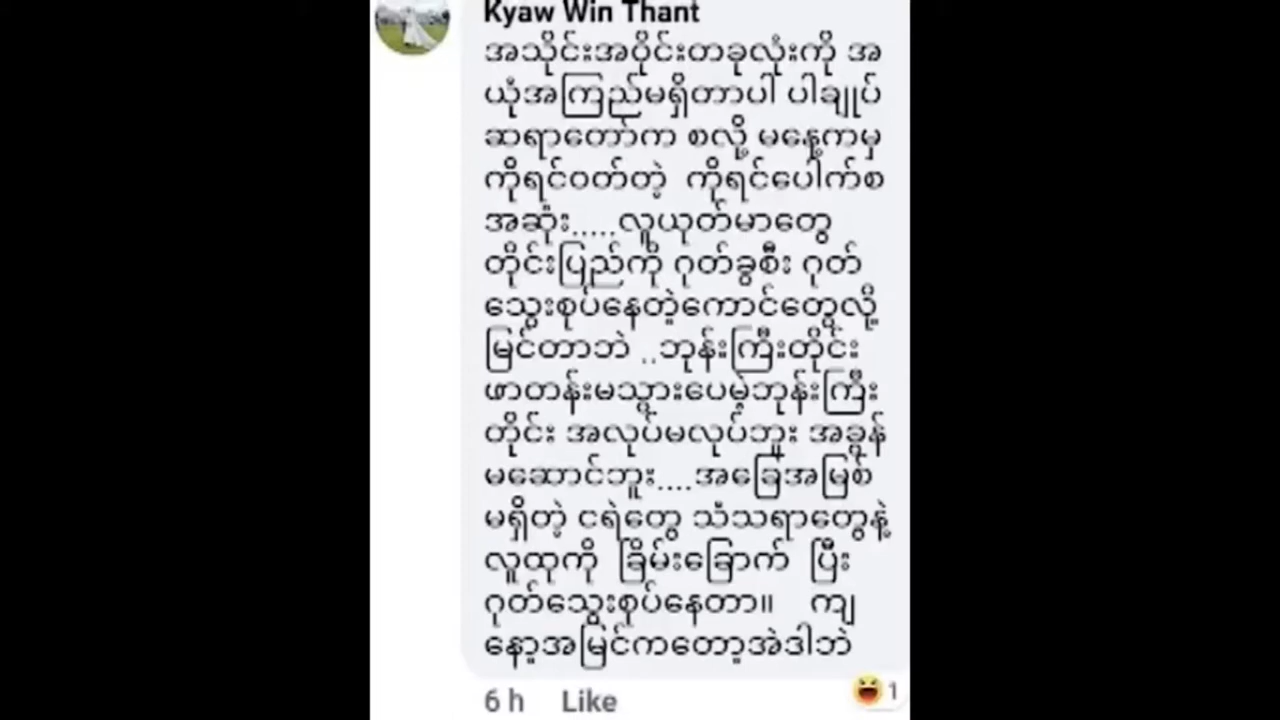 Kyaw Win Thant
အသိုင်းအဝိုင်းတခုလုံးကို အ
ယုံအကြည်မရှိတာပါ ပါချုပ်
ဆရာတော်က စလို့ မနေ့ကမှ
ကိုရင်ဝတ်တဲ့ ကိုရင်ပေါက်စ
အဆုံး.....လူယုတ်မာတွေ
တိုင်းပြည်ကို ဂုတ်ခွစီး ဂုတ်
သွေးစုပ်နေတဲ့ကောင်တွေလို့
မြင်တာဘဲ ..ဘုန်းကြီးတိုင်း
ဖာတန်းမသွားပေမဲ့ဘုန်းကြီး
တိုင်း အလုပ်မလုပ်ဘူး အခွန်
မဆောင်ဘူး....အခြေအမြစ်
မရှိတဲ့ ငရဲတွေ သံသရာတွေနဲ့
လူထုကို ခြိမ်းခြောက် ပြီး
ဂုတ်သွေးစုပ်နေတာ။ ကျ
နော့အမြင်ကတော့အဲဒါဘဲ
6 h Like 1